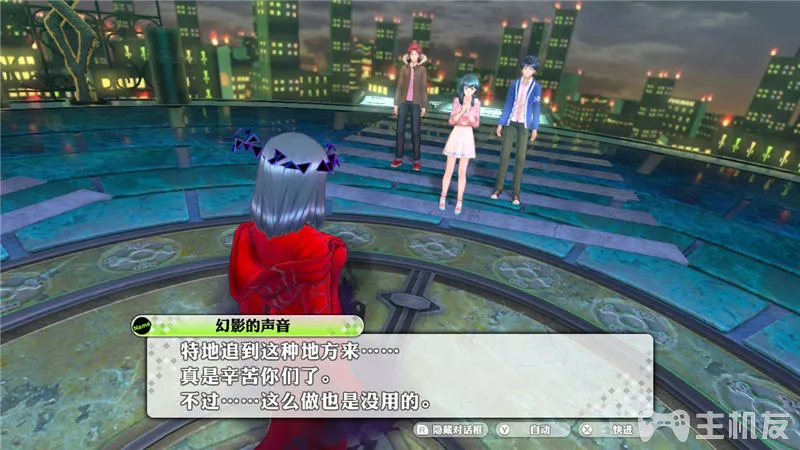 Name
幻影的声音
特地追到这种地方来……
真是辛苦你们了。
不过……这么做也是没用的。
R 隐藏对话框 Y 自动 X 快进
主机友